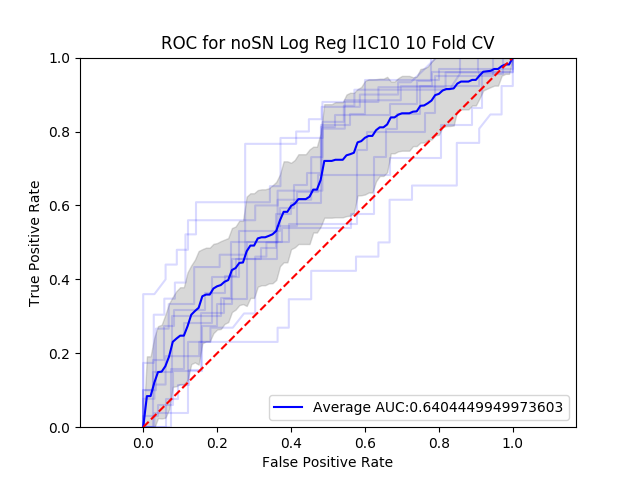 ROC for noSN Log Reg l1C10 10 Fold CV
1.0
0.8
0.6
0.4
0.2
0.0
True Positive Rate
Average AUC:0.6404449949973603
0.0 0.2 0.4 0.6 0.8 1.0
False Positive Rate